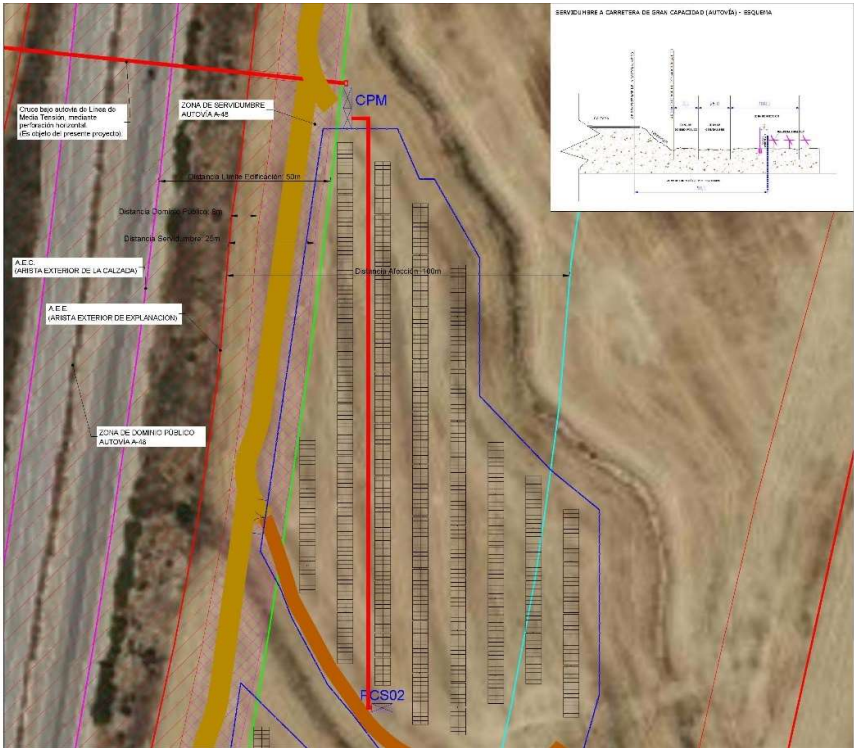 SERVIDUMBRE A CARRETERA DE GRAN CAPACIDAD (AUTOVÍA) - ESQUEMA
Cruce bajo autovía de Línea de
Media Tensión, mediante
perforación horizontal.
(Es objeto del presente proyecto)
ZONA DE SERVIDUMBRE
AUTOVÍA A-48
CPM
Distancia Límite Edificación: 50m
Distancia Dominio Público: 8m
Distancia Servidumbre: 25m
A.E.C.
(ARISTA EXTERIOR DE LA CALZADA)
Distancia Afección: 100m
A.E.E.
(ARISTA EXTERIOR DE EXPLANACIÓN)
ZONA DE DOMINIO PÚBLICO
AUTOVÍA A-48
PCS02